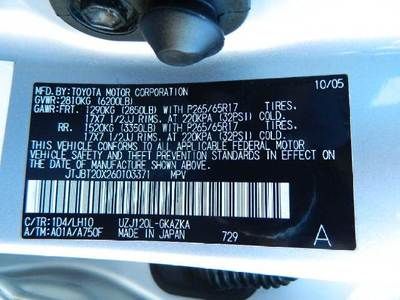 10/05
MFD. BY: TOYOTA MOTOR CORPORATION
GVWR: 2810KG (6200LB)
GAWR: FRT. 1290KG (2850LB) WITH P265/65R17 TIRES.
17X7 1/2JJ RIMS. AT 220KPA (32PSI) COLD.
RR. 1520KG (3350LB) WITH P265/65R17 TIRES.
17X7 1/2JJ RIMS. AT 220KPA (32PSI) COLD.
THIS VEHICLE CONFORMS TO ALL APPLICABLE FEDERAL MOTOR
VEHICLE SAFETY STANDARDS IN EFFECT ON
THE DATE OF MANUFACTURE SHOWN ABOVE.
JTJBT20X260103371 MPV
C/TR: 1D4/LH10 UZJ120L-GKAZKA
A/TM: A01A/A750F MADE IN JAPAN 729 A